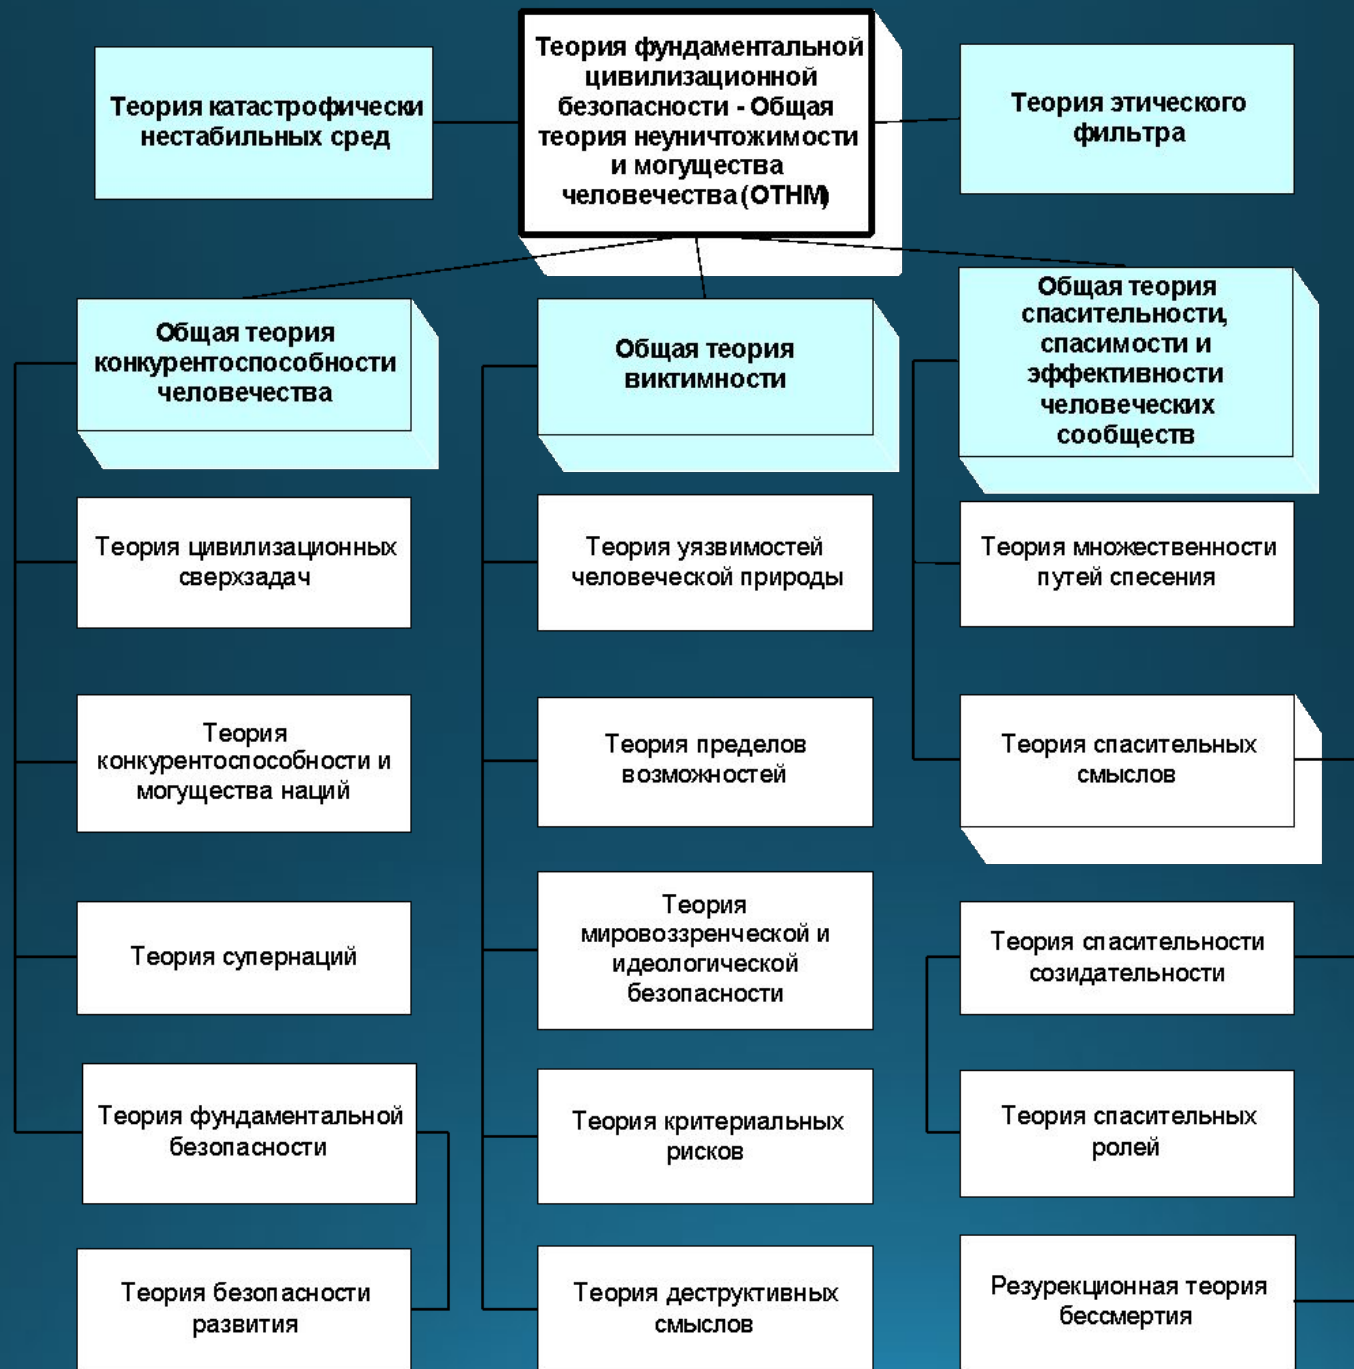 Теория катастрофически
нестабильных сред
Теория фундаментальной
цивилизационной
безопасности - Общая
теория неуничтожимости
и могущества
человечества (ОТНМ)
Теория этического
фильтра
Общая теория
конкурентоспособности
человечества
Теория цивилизационных
сверхзадач
Теория
конкурентоспособности и
могущества наций
Теория супернаций
Теория фундаментальной
безопасности
Теория безопасности
развития
Общая теория
виктимности
Теория уязвимостей
человеческой природы
Теория пределов
возможностей
Теория
мировоззренческой и
идеологической
безопасности
Теория критериальных
рисков
Теория деструктивных
смыслов
Общая теория
спасительности,
спасимости и
эффективности
человеческих
сообществ
Теория множественности
путей спесения
Теория спасительных
смыслов
Теория спасительности
созидательности
Теория спасительных
ролей
Резурекционная теория
бессмертия